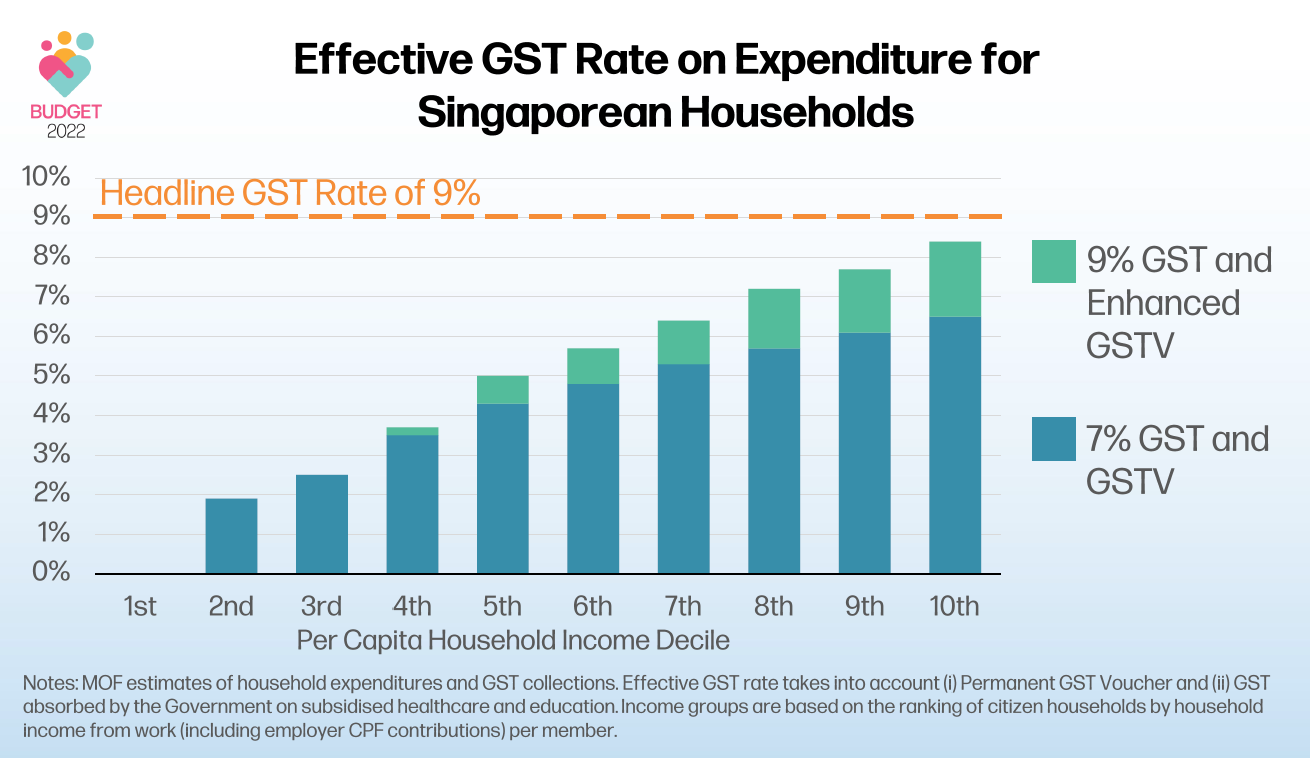 BUDGET
2022
Effective GST Rate on Expenditure for
Singaporean Households
10%
Headline GST Rate of 9%
9%
8%
7%
6%
5%
4%
3%
2%
1%
0%
9% GST and
Enhanced
GSTV
7% GST and
GSTV
1st 2nd 3rd 4th 5th 6th 7th 8th 9th 10th
Per Capita Household Income Decile
Notes: MOF estimates of household expenditures and GST collections. Effective GST rate takes into account (i) Permanent GST Voucher and (ii) GST
absorbed by the Government on subsidised healthcare and education. Income groups are based on the ranking of citizen households by household
income from work (including employer CPF contributions) per member.